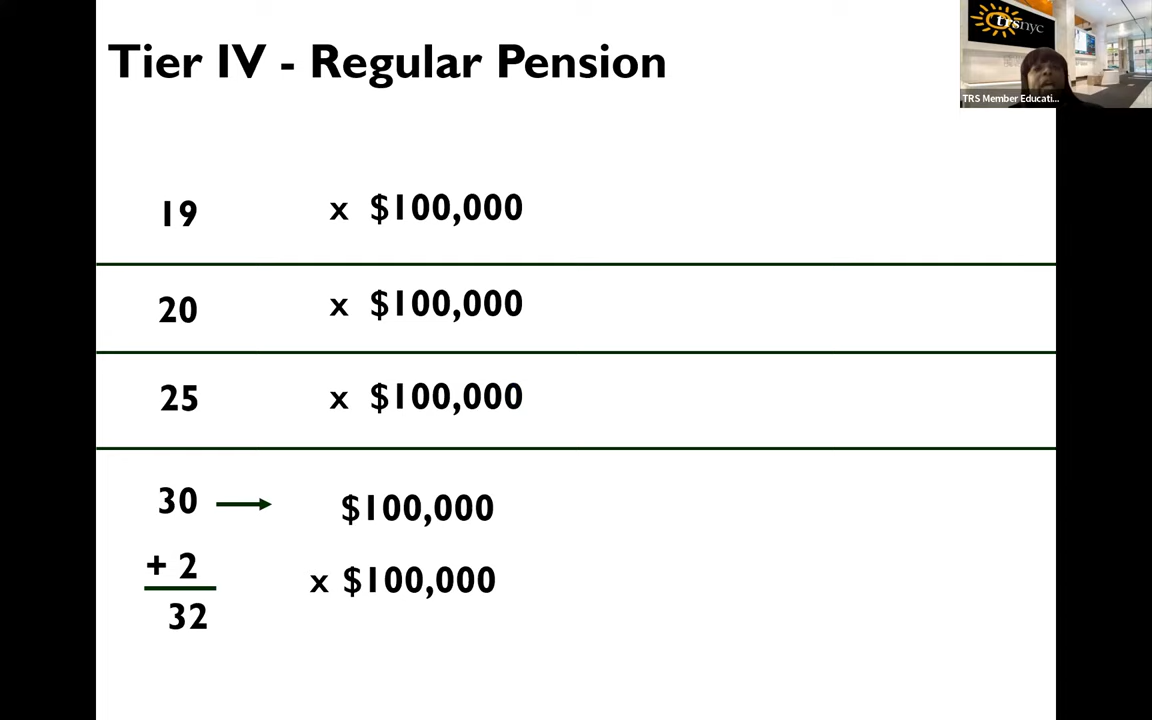 Tier IV - Regular Pension
trsnyc
TRS Member Educati...
19 x $100,000
20 x $100,000
25 x $100,000
30 $100,000
+ 2 x $100,000
32